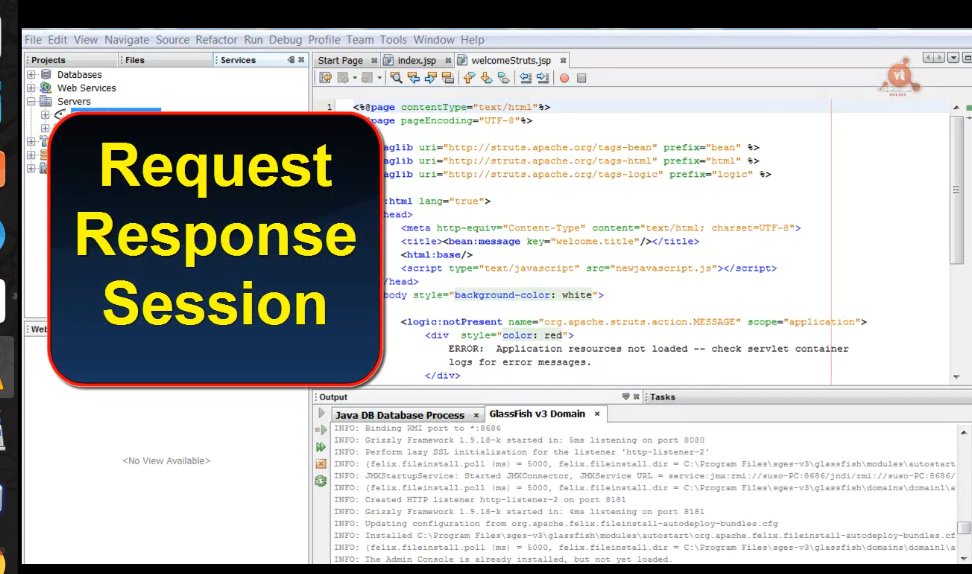 File Edit View Navigate Source Refactor Run Debug Profile Team Tools Window Help
Projects Files Services
Databases
Web Services
Servers
Request
Response
Session
<No View Available>
Start Page index.jsp welcomeStruts.jsp
1 <%@page contentType="text/html"%>
page pageEncoding="UTF-8"%>
aglib uri="http://struts.apache.org/tags-bean" prefix="bean" %>
aglib uri="http://struts.apache.org/tags-html" prefix="html" %>
aglib uri="http://struts.apache.org/tags-logic" prefix="logic" %>
:html lang="true">
head>
<meta http-equiv="Content-Type" content="text/html; charset=UTF-8">
<title><bean:message key="welcome.title"/></title>
<html:base/>
<script type="text/javascript" src="newjavascript.js"></script>
/head>
body style="background-color: white">
<logic:notPresent name="org.apache.struts.action.MESSAGE" scope="application">
<div style="color: red">
ERROR: Application resources not loaded -- check servlet container
logs for error messages.
</div>
Output Tasks
Java DB Database Process GlassFish v3 Domain
INFO: Binding RMI port to *:8686
INFO: Grizzly Framework 1.9.18-k started in: 5ms listening on port 8080
INFO: Perform lazy SSL initialization for the listener 'http-listener-2'
INFO: {felix.fileinstall.poll (ms) = 5000, felix.fileinstall.dir = C:\Program Files\sges-v3\glassfish\modules\autostart
INFO: JMXStartupService: Started JMXConnector, JMXService URL = service:jmx:rmi://suso-PC:8686/jndi/rmi://suso-PC:8686/
INFO: {felix.fileinstall.poll (ms) = 5000, felix.fileinstall.dir = C:\Program Files\sges-v3\glassfish\domains\domain1\a
INFO: Created HTTP listener http-listener-2 on port 8181
INFO: Grizzly Framework 1.9.18-k started in: 4ms listening on port 8181
INFO: Updating configuration from org.apache.felix.fileinstall-autodeploy-bundles.cfg
INFO: Installed C:\Program Files\sges-v3\glassfish\modules\autostart\org.apache.felix.fileinstall-autodeploy-bundles.cf
INFO: {felix.fileinstall.poll (ms) = 5000, felix.fileinstall.dir = C:\Program Files\sges-v3\glassfish\domains\domain1\a
INFO: The Admin Console is already installed, but not yet loaded.